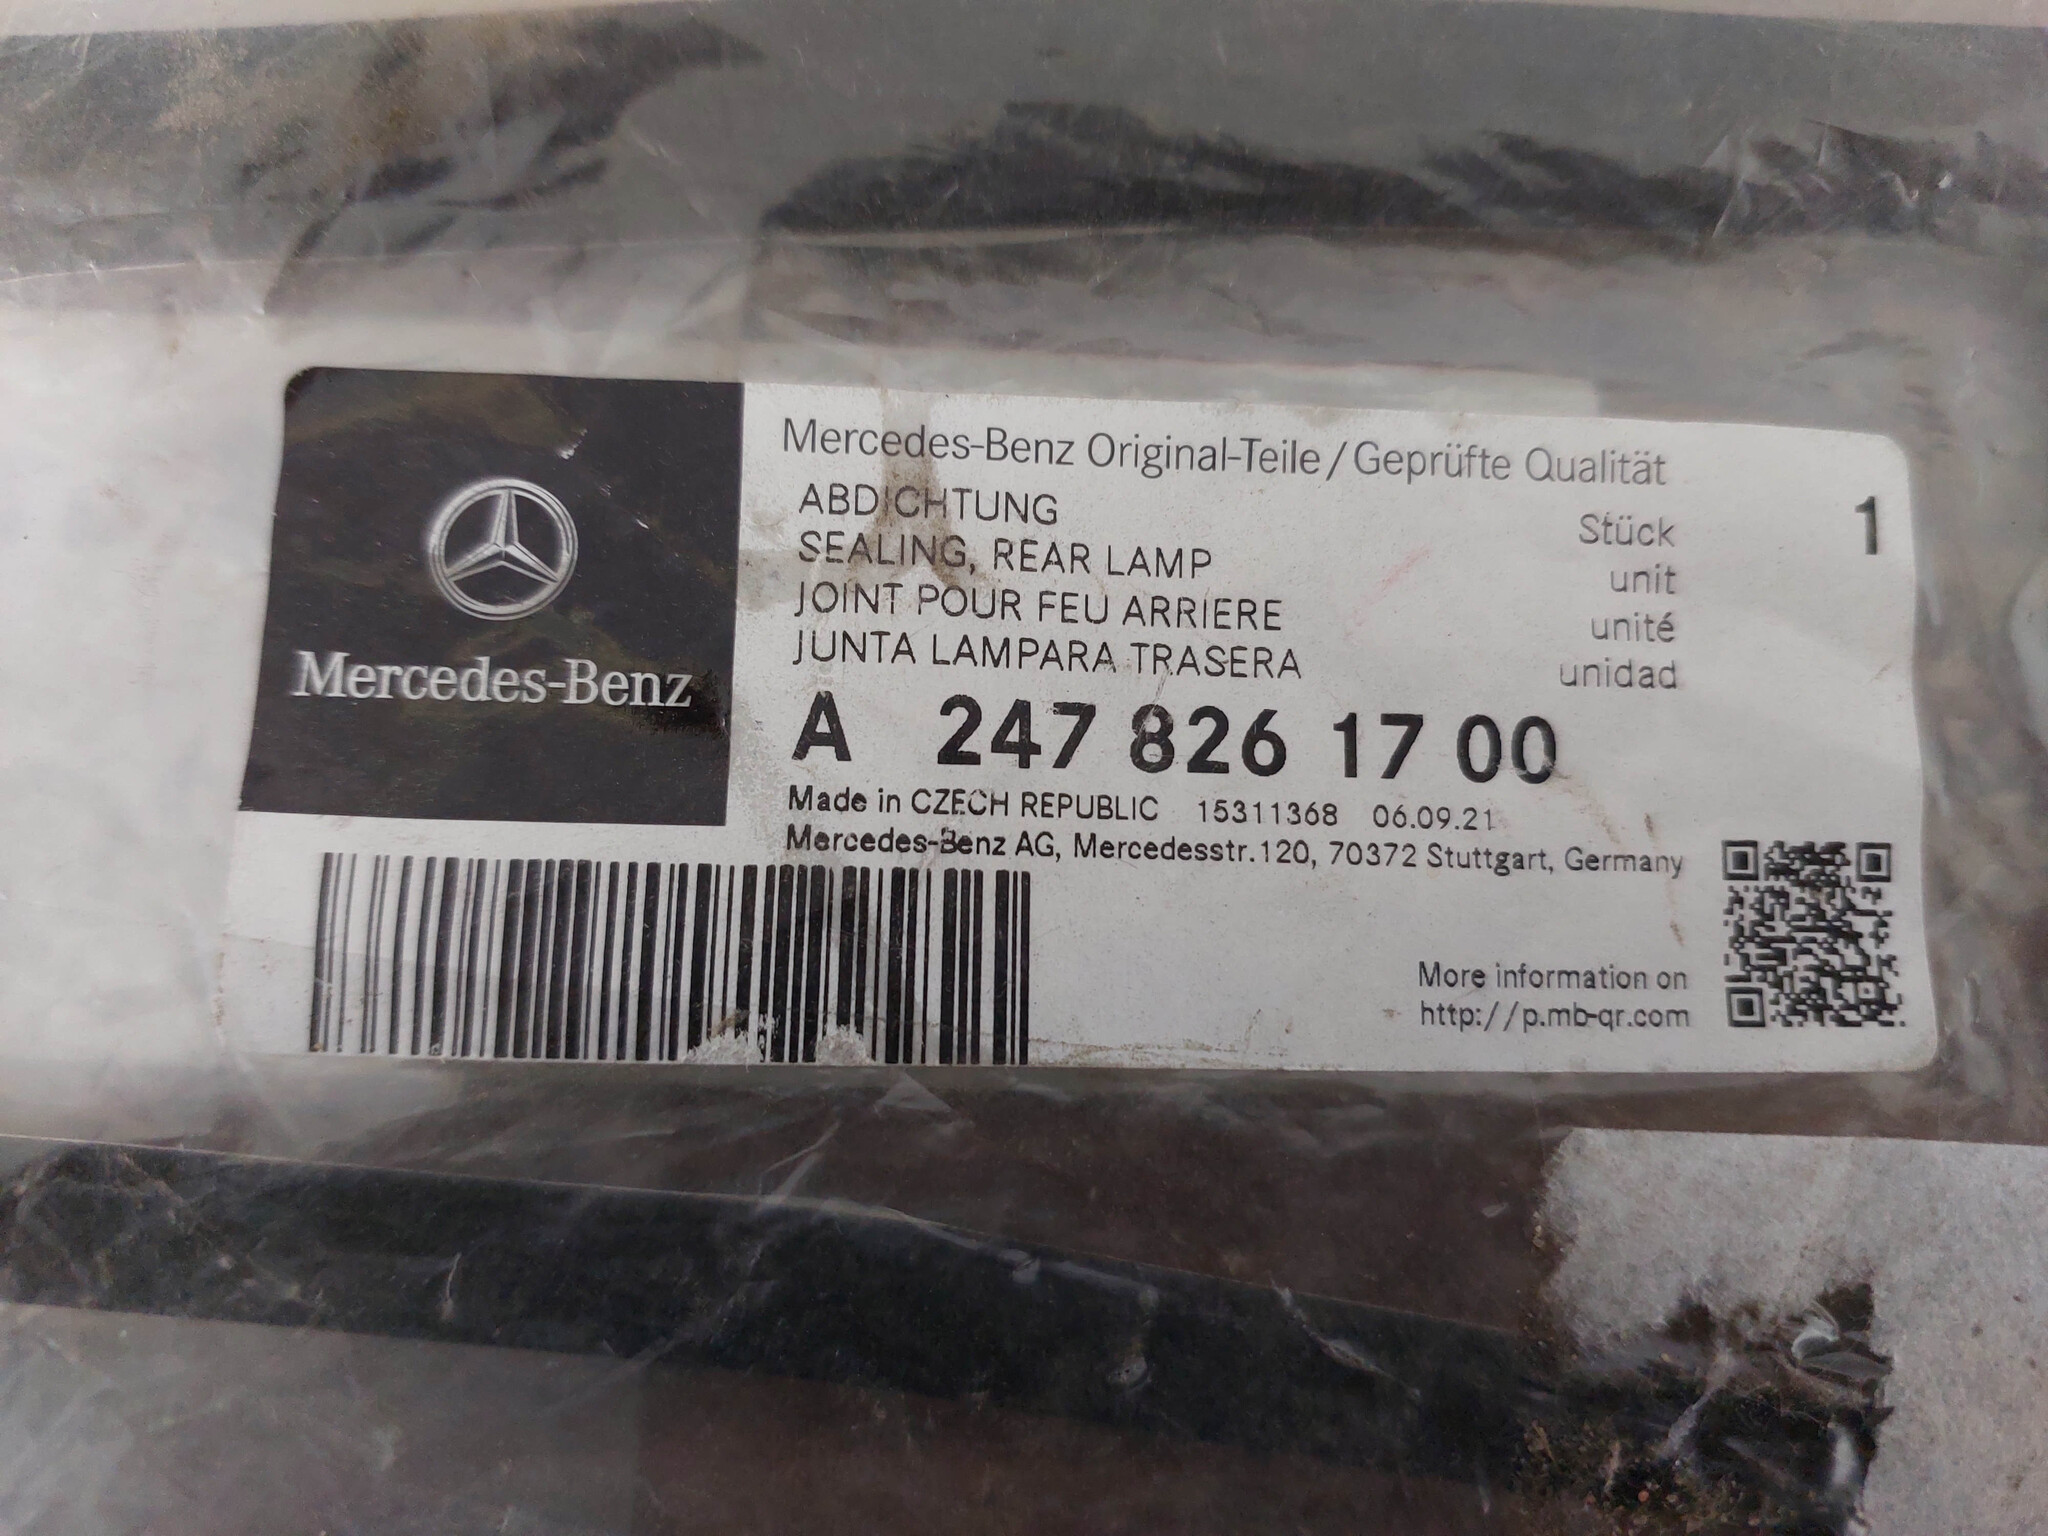 Mercedes-Benz
Mercedes-Benz Original-Teile/Geprüfte Qualität
ABDICHTUNG Stück 1
SEALING, REAR LAMP unit
JOINT POUR FEU ARRIERE unité
JUNTA LAMPARA TRASERA unidad
A 247 826 17 00
Made in CZECH REPUBLIC 15311368 06.09.21
Mercedes-Benz AG, Mercedesstr.120, 70372 Stuttgart, Germany
More information on
http://p.mb-qr.com